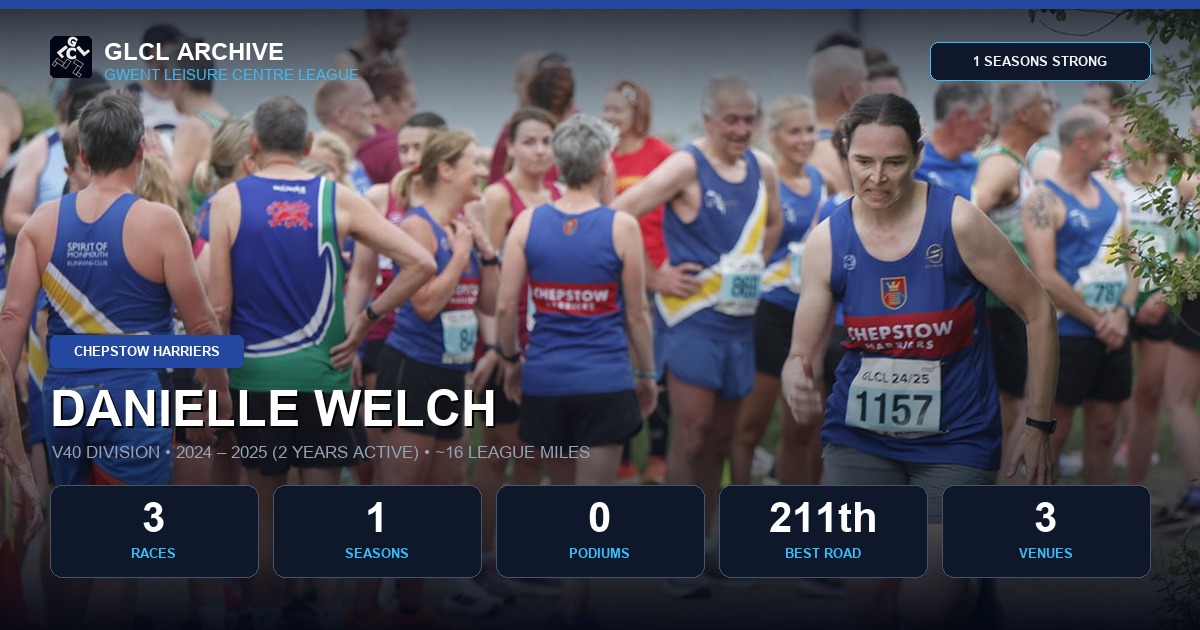 GLCL ARCHIVE
GWENT LEISURE CENTRE LEAGUE
1 SEASONS STRONG
SPIRIT OF
MONMOUTH
RUNNING CLUB
CHEPSTOW
HARRIERS
787
CHEPSTOW
HARRIERS
GLCL 24/25
1157
84
CHEPSTOW HARRIERS
DANIELLE WELCH
V40 DIVISION • 2024 – 2025 (2 YEARS ACTIVE) • ~16 LEAGUE MILES
3
RACES
1
SEASONS
0
PODIUMS
211th
BEST ROAD
3
VENUES